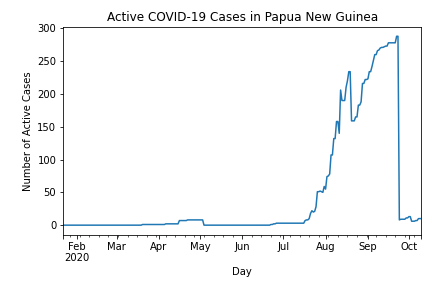 Active COVID-19 Cases in Papua New Guinea
300
250
200
150
100
50
0
Number of Active Cases
Feb Mar Apr May Jun Jul Aug Sep Oct
2020
Day